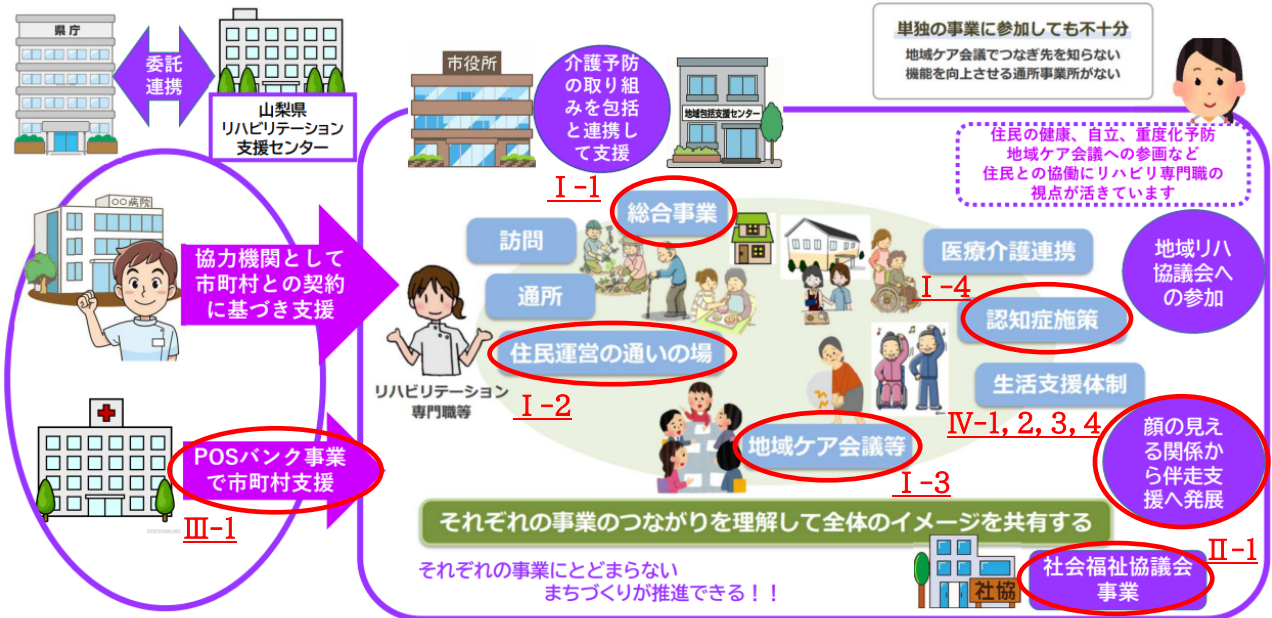 県庁
委託
連携
山梨県
リハビリテーション
支援センター
市役所
介護予防
の取り組
みを包括
と連携し
て支援
地域包括支援センター
単独の事業に参加しても不十分
地域ケア会議でつなぎ先を知らない
機能を向上させる通所事業所がない
住民の健康、自立、重度化予防
地域ケア会議への参画など
住民との協働にリハビリ専門職の
視点が活きています
〇〇病院
協力機関として
市町村との契約
に基づき支援
Ⅰ-1
総合事業
訪問
通所
住民運営の通いの場
リハビリテーション
専門職等
Ⅰ-2
医療介護連携
Ⅰ-4
認知症施策
生活支援体制
地域リハ
協議会へ
の参加
Ⅳ-1, 2, 3, 4
地域ケア会議等
Ⅰ-3
顔の見え
る関係か
ら伴走支
援へ発展
POSバンク事業
で市町村支援
Ⅲ-1
それぞれの事業のつながりを理解して全体のイメージを共有する
それぞれの事業にとどまらない
まちづくりが推進できる！！
社協
社会福祉協議会
事業
Ⅱ-1